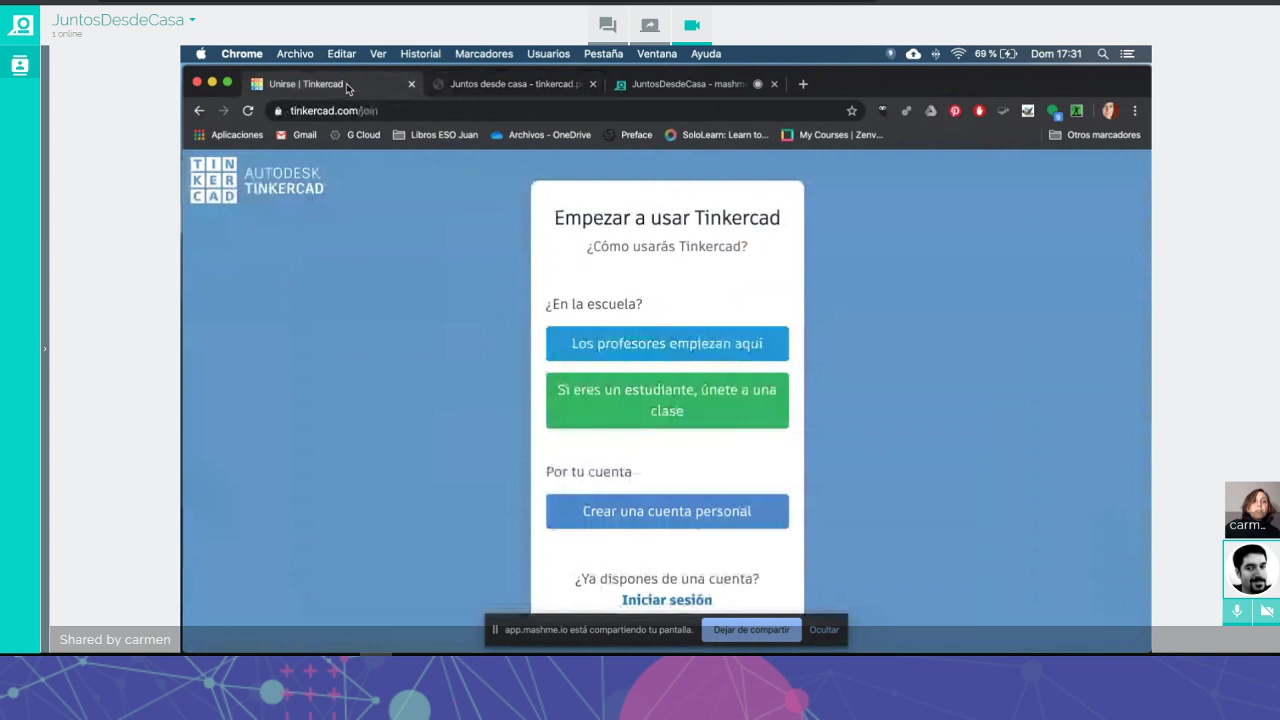 JuntosDesdeCasa
1 online
Chrome Archivo Editar Ver Historial Marcadores Usuarios Pestaña Ventana Ayuda 69 % Dom 17:31
Unirse | Tinkercad Juntos desde casa - tinkercad.p JuntosDesdeCasa - mashm
tinkercad.com/join
Aplicaciones Gmail G Cloud Libros ESO Juan Archivos - OneDrive Preface SoloLearn: Learn to... My Courses | Zenv... Otros marcadores
TIN
KER
CAD
AUTODESK
TINKERCAD
Empezar a usar Tinkercad
¿Cómo usarás Tinkercad?
¿En la escuela?
Los profesores empiezan aquí
Si eres un estudiante, únete a una
clase
Por tu cuenta
Crear una cuenta personal
¿Ya dispones de una cuenta?
Iniciar sesión
app.mashme.io está compartiendo tu pantalla. Dejar de compartir Ocultar
carm...
Shared by carmen